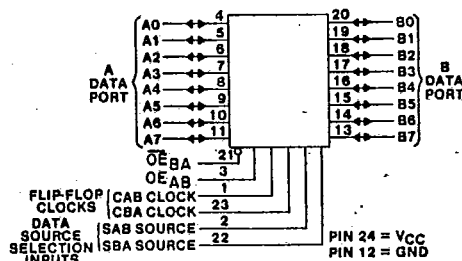 A0 4
A1 5
A2 6
A3 7
A4 8
A5 9
A6 10
A7 11
A
DATA
PORT
20 B0
19 B1
18 B2
17 B3
16 B4
15 B5
14 B6
13 B7
B
DATA
PORT
OEBA 21
OEAB 3
FLIP-FLOP
CLOCKS
CAB CLOCK 1
CBA CLOCK 23
DATA
SOURCE
SELECTION
INPUTS
SAB SOURCE 2
SBA SOURCE 22
PIN 24 = VCC
PIN 12 = GND